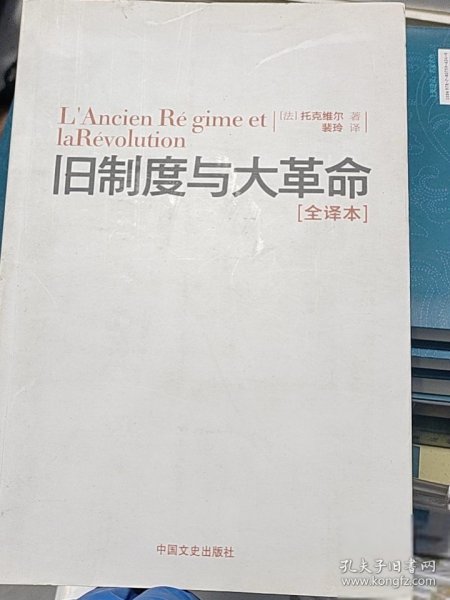 L'Ancien Ré gime et
laRévolution
[法] 托克维尔 著
裴玲 译
旧制度与大革命
[全译本]
中国文史出版社
孔夫子旧书网
www.kongfz.com